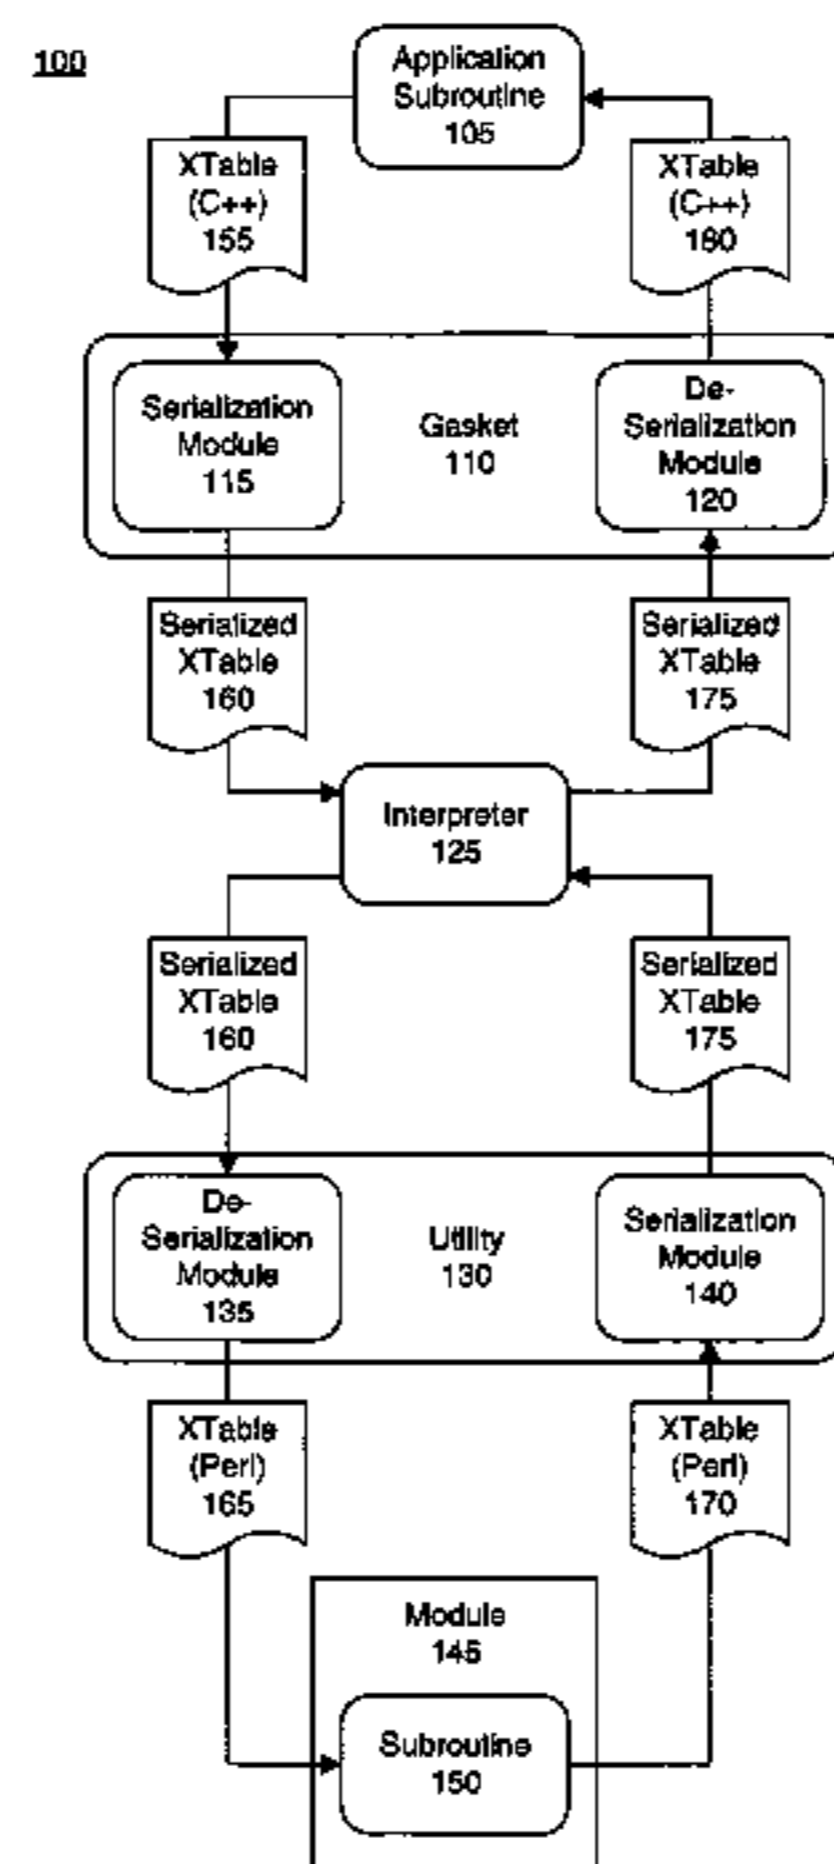 100
Application
Subroutine
105
XTable
(C++)
155
XTable
(C++)
180
Serialization
Module
115
Gasket
110
De-
Serialization
Module
120
Serialized
XTable
160
Serialized
XTable
175
Interpreter
125
Serialized
XTable
160
Serialized
XTable
175
De-
Serialization
Module
135
Utility
130
Serialization
Module
140
XTable
(Perl)
165
XTable
(Perl)
170
Module
145
Subroutine
150